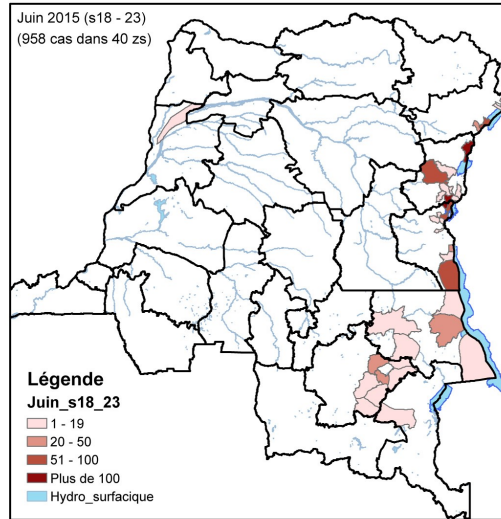 Juin 2015 (s18 - 23)
(958 cas dans 40 zs)
Légende
Juin_s18_23
1 - 19
20 - 50
51 - 100
Plus de 100
Hydro_surfacique